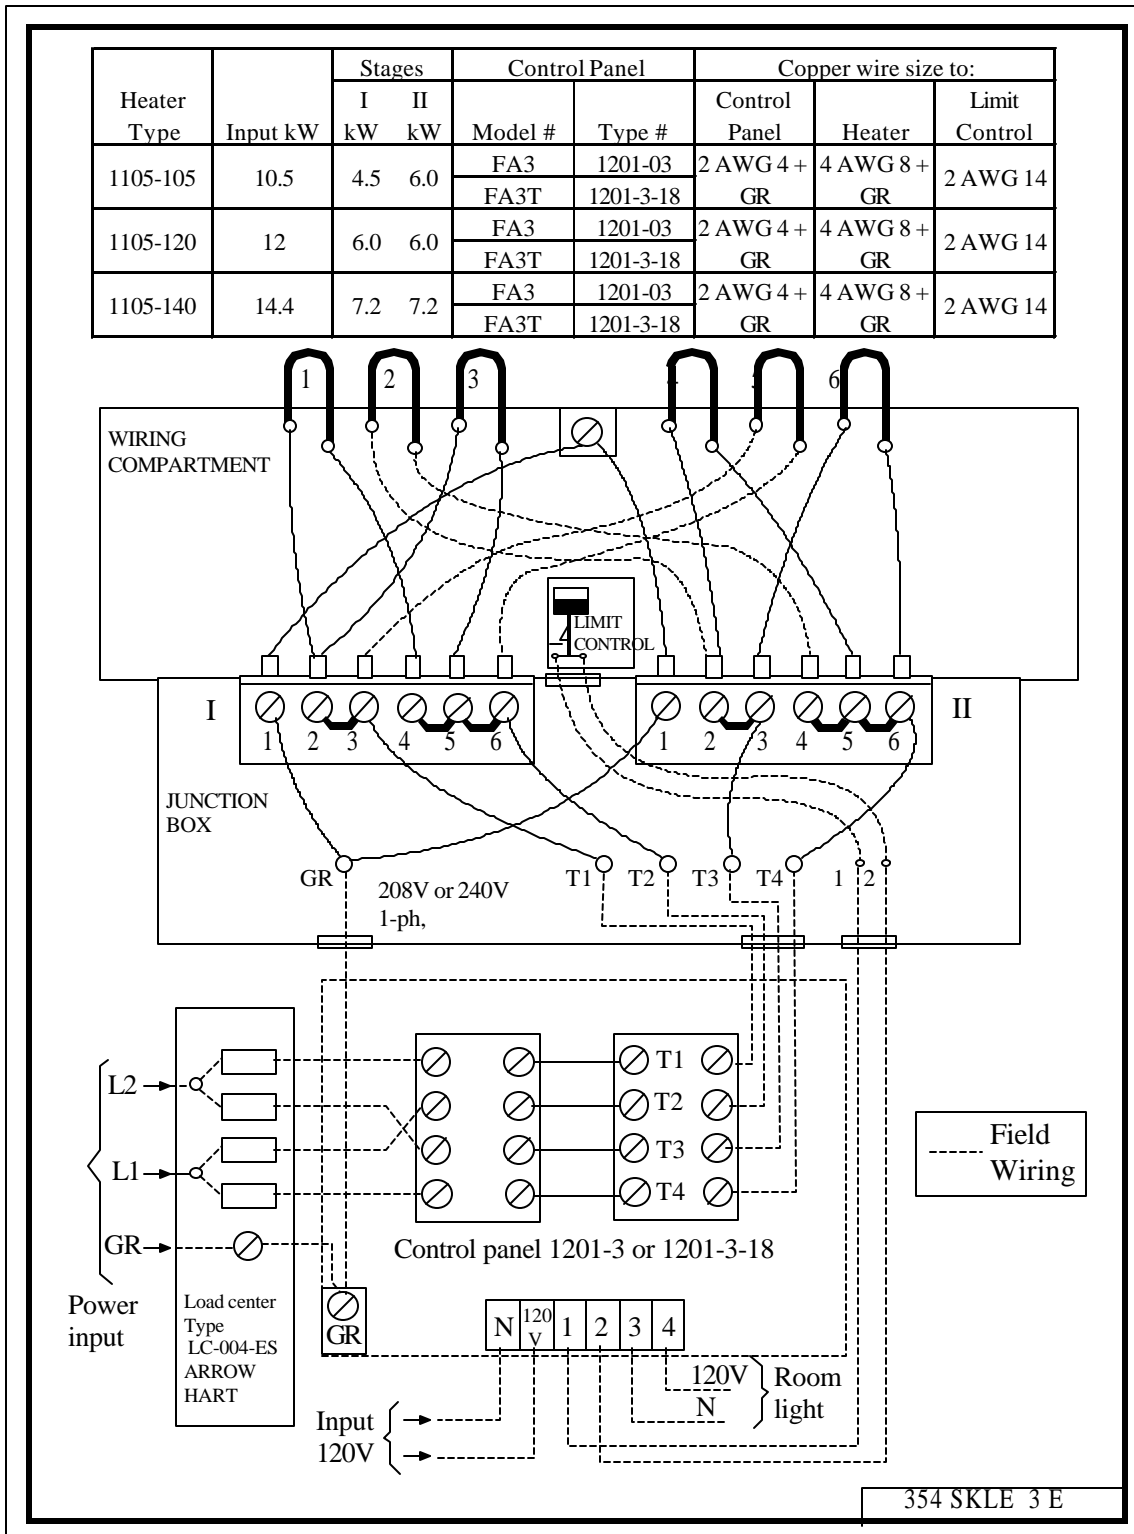 Stages Control Panel Copper wire size to:
Heater I II Control Limit
Type Input kW kW kW Model # Type # Panel Heater Control
1105-105 10.5 4.5 6.0 FA3 1201-03 2 AWG 4 + 4 AWG 8 + 2 AWG 14
FA3T 1201-3-18 GR GR
1105-120 12 6.0 6.0 FA3 1201-03 2 AWG 4 + 4 AWG 8 + 2 AWG 14
FA3T 1201-3-18 GR GR
1105-140 14.4 7.2 7.2 FA3 1201-03 2 AWG 4 + 4 AWG 8 + 2 AWG 14
FA3T 1201-3-18 GR GR
1 2 3 4 5 6
WIRING
COMPARTMENT
LIMIT
CONTROL
I II
1 2 3 4 5 6 1 2 3 4 5 6
JUNCTION
BOX
GR T1 T2 T3 T4 1 2
208V or 240V
1-ph,
L2
L1
GR
Power
input
Load center
Type
LC-004-ES
ARROW
HART
T1
T2
T3
T4
Control panel 1201-3 or 1201-3-18
Field
Wiring
GR
N 120 V 1 2 3 4
120V
N
Room
light
Input
120V
354 SKLE 3 E